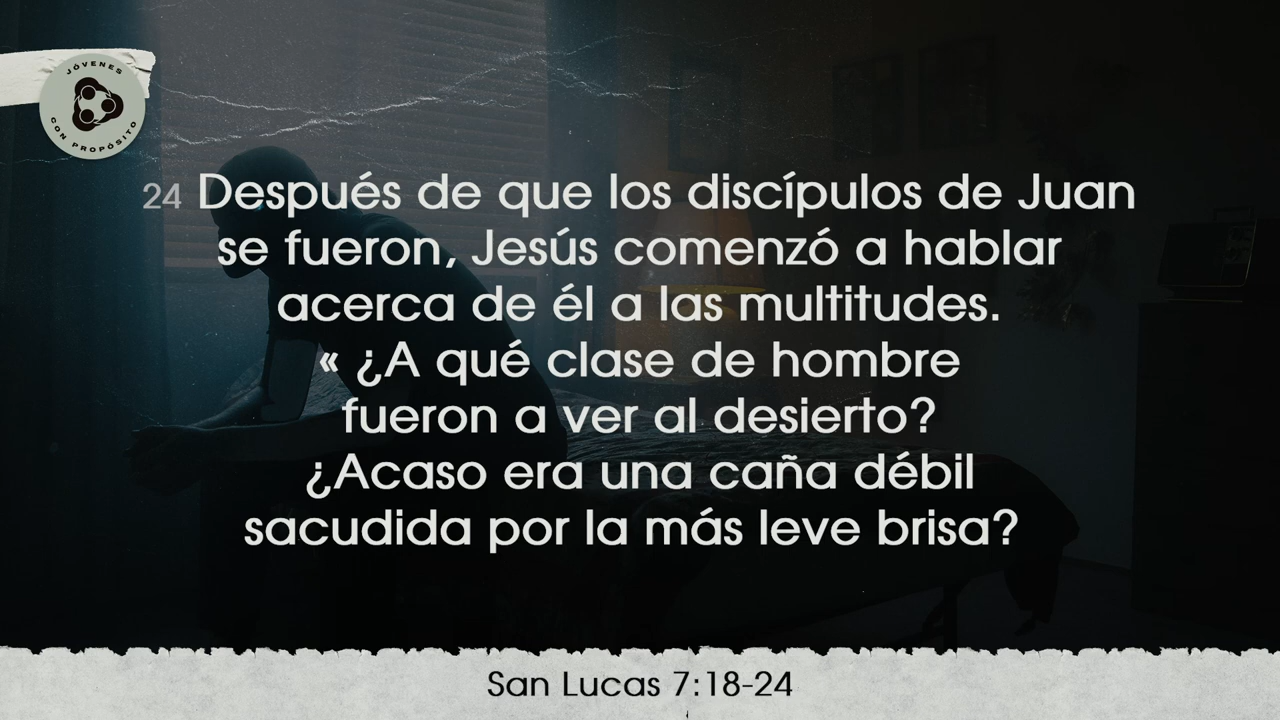 JÓVENES
CON PROPÓSITO
24 Después de que los discípulos de Juan
se fueron, Jesús comenzó a hablar
acerca de él a las multitudes.
« ¿A qué clase de hombre
fueron a ver al desierto?
¿Acaso era una caña débil
sacudida por la más leve brisa?
San Lucas 7:18-24